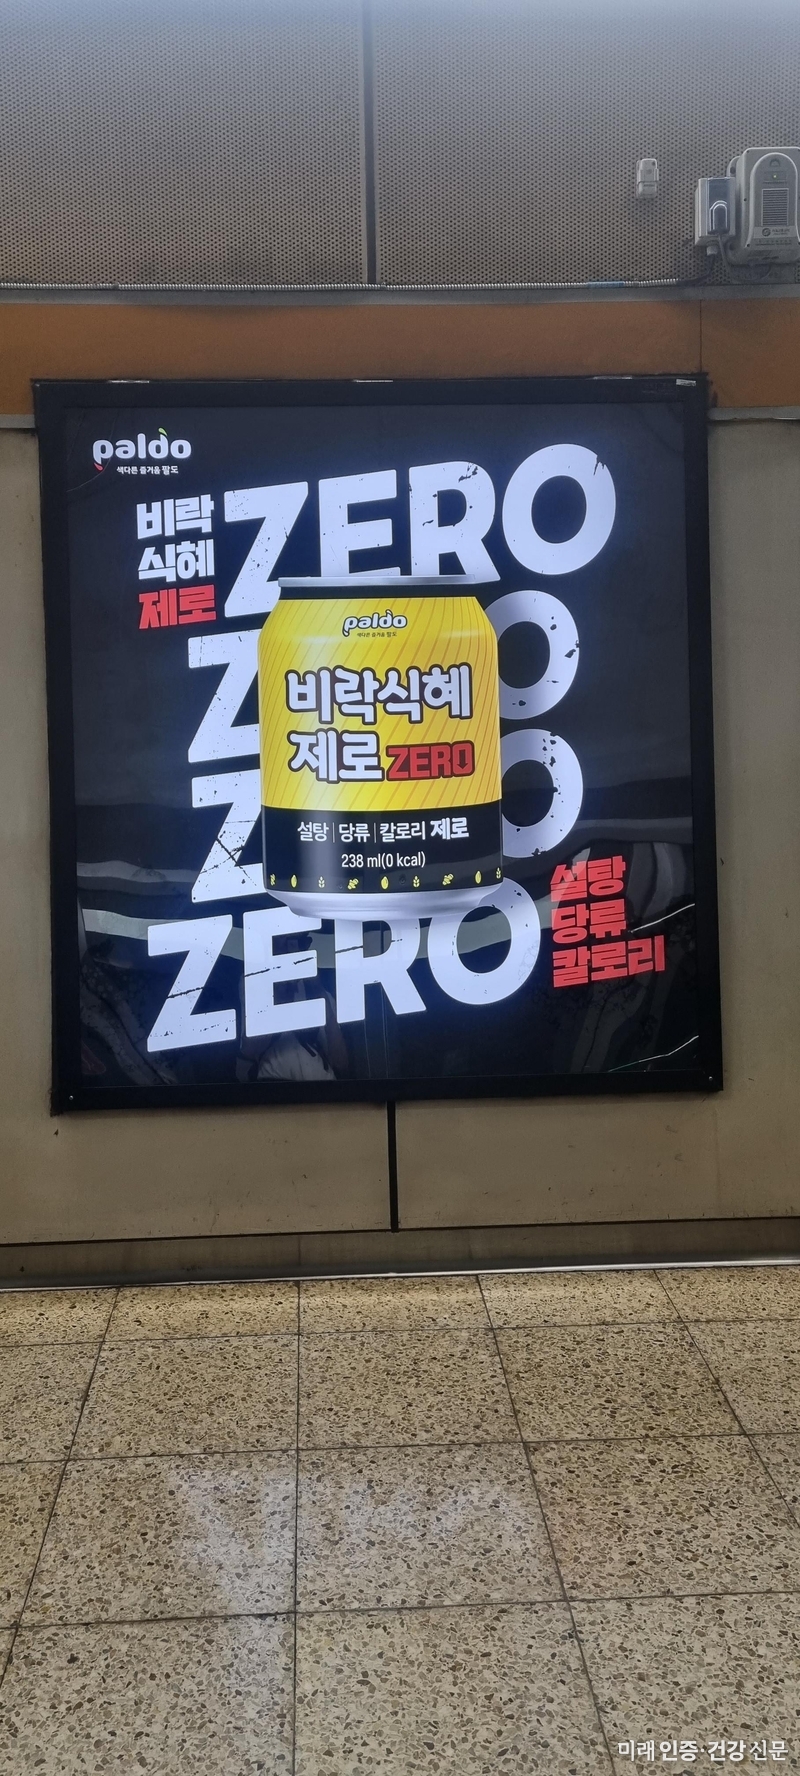 paldo
색다른 즐거움 팔도
비락
식혜
제로
ZERO
Z O
Z O
ZERO
paldo
색다른 즐거움 팔도
비락식혜
제로 ZERO
설탕|당류|칼로리 제로
238 ml(0 kcal)
설탕
당류
칼로리
미래 인증·건강 신문